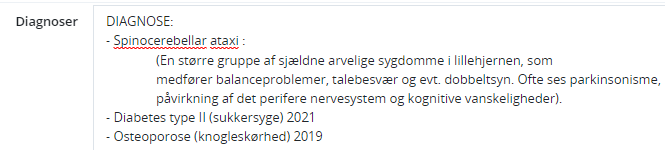 Diagnoser
DIAGNOSE:
- Spinocerebellar ataxi :
(En større gruppe af sjældne arvelige sygdomme i lillehjernen, som
medfører balanceproblemer, talebesvær og evt. dobbeltsyn. Ofte ses parkinsonisme,
påvirkning af det perifere nervesystem og kognitive vanskeligheder).
- Diabetes type II (sukkersyge) 2021
- Osteoporose (knogleskørhed) 2019